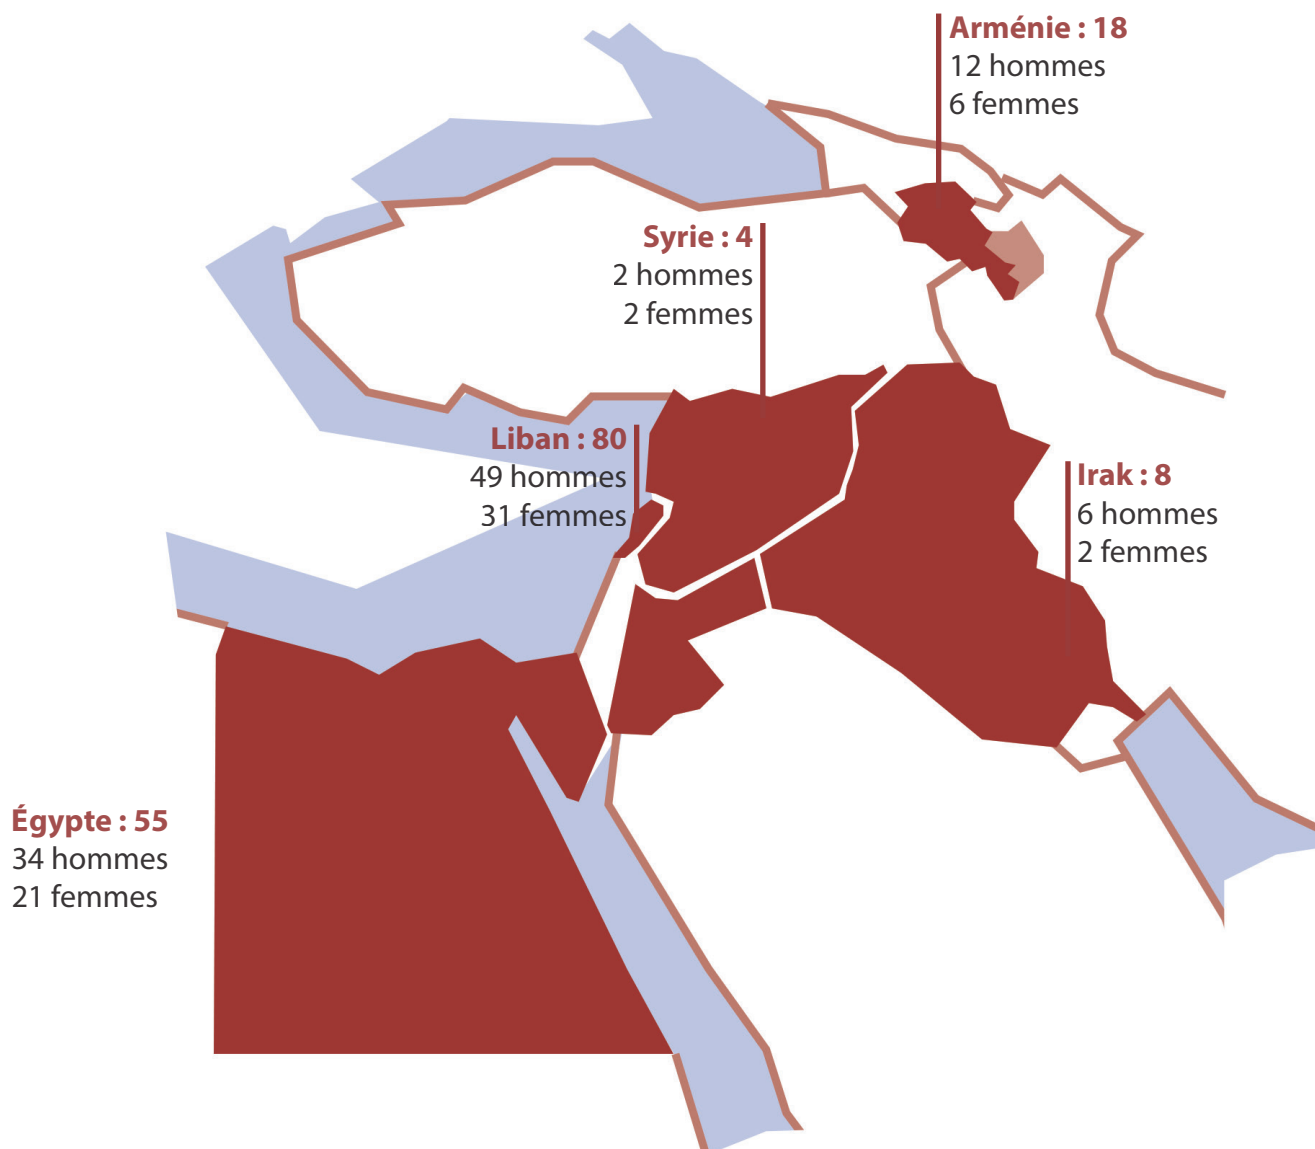 Arménie : 18
12 hommes
6 femmes
Syrie : 4
2 hommes
2 femmes
Liban : 80
49 hommes
31 femmes
Irak : 8
6 hommes
2 femmes
Égypte : 55
34 hommes
21 femmes